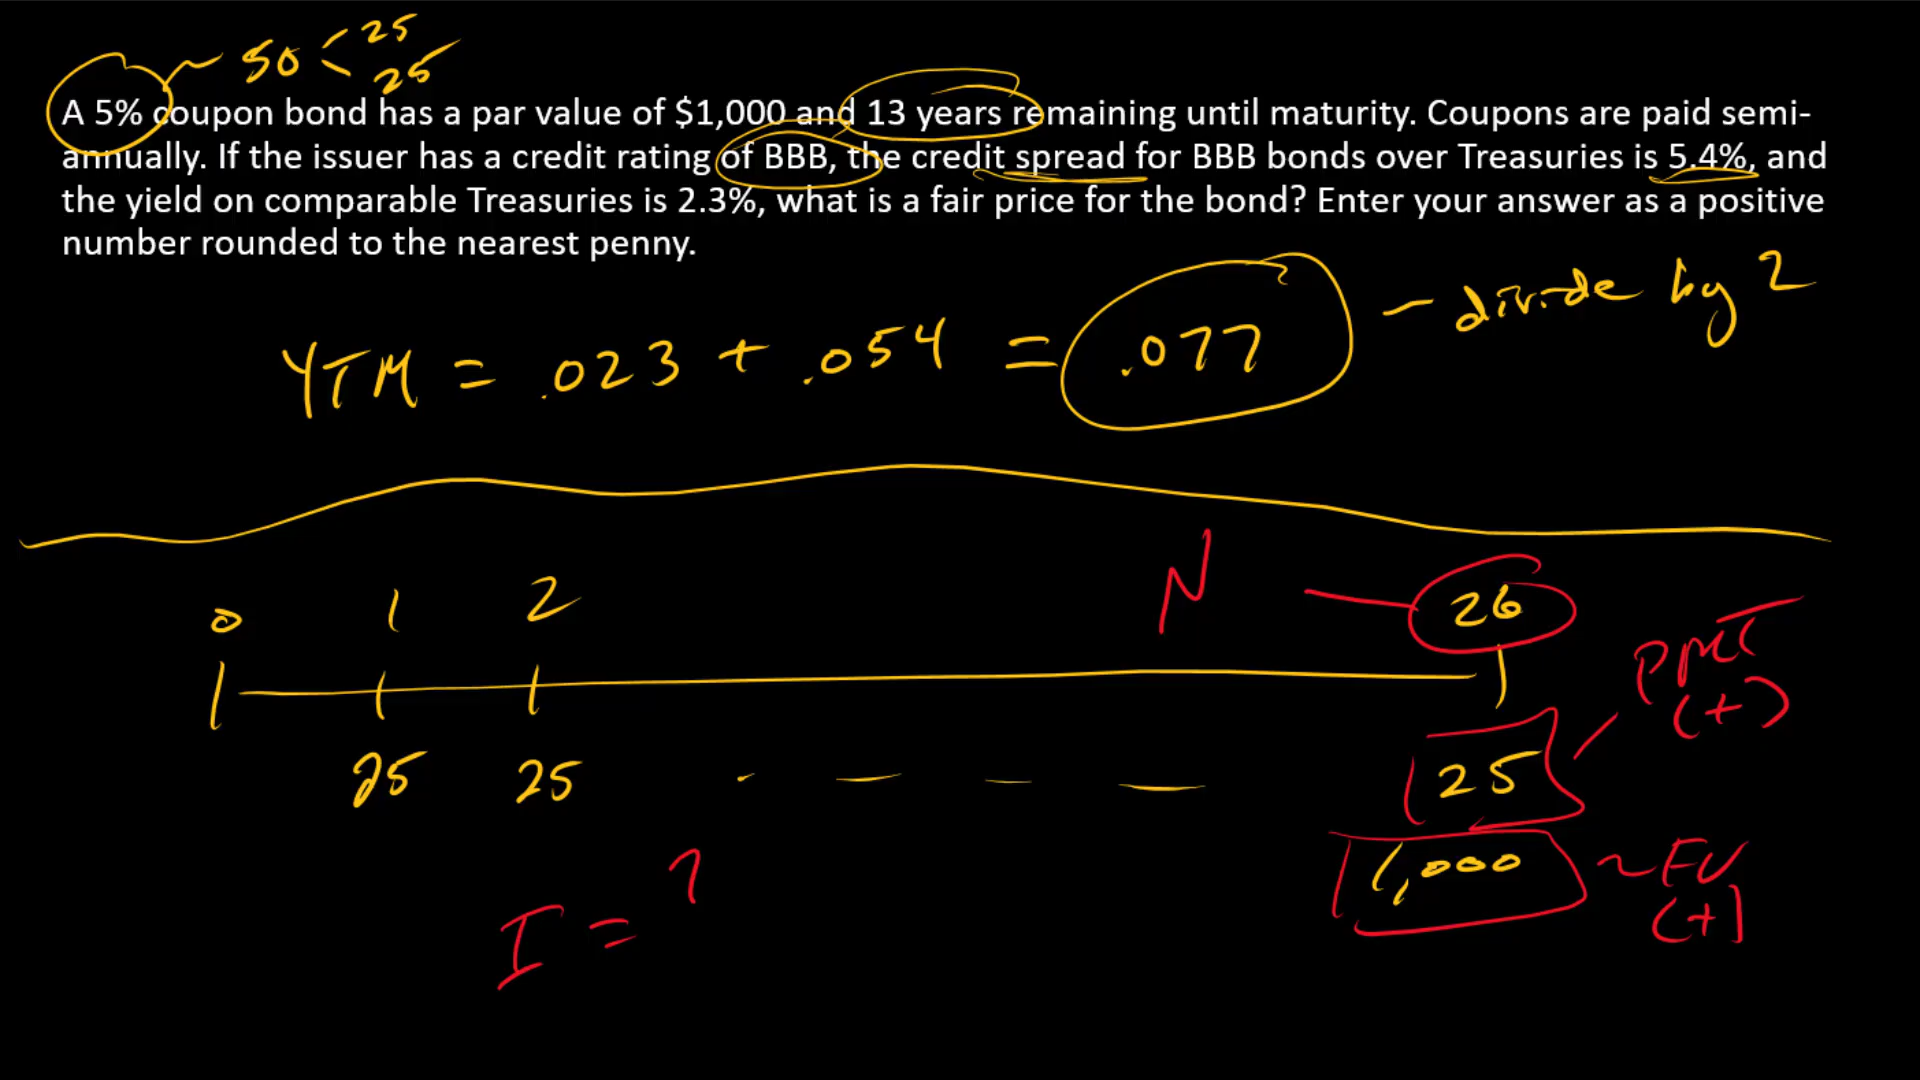 ~ 50 < 25
25
A 5% coupon bond has a par value of $1,000 and 13 years remaining until maturity. Coupons are paid semi-
annually. If the issuer has a credit rating of BBB, the credit spread for BBB bonds over Treasuries is 5.4%, and
the yield on comparable Treasuries is 2.3%, what is a fair price for the bond? Enter your answer as a positive
number rounded to the nearest penny.
YTM = .023 + .054 = .077 – divide by 2
0 1 2 N – 26
PMT
(+)
25 25 · – – – 25
1,000 ~ FV
(+)
I = ?